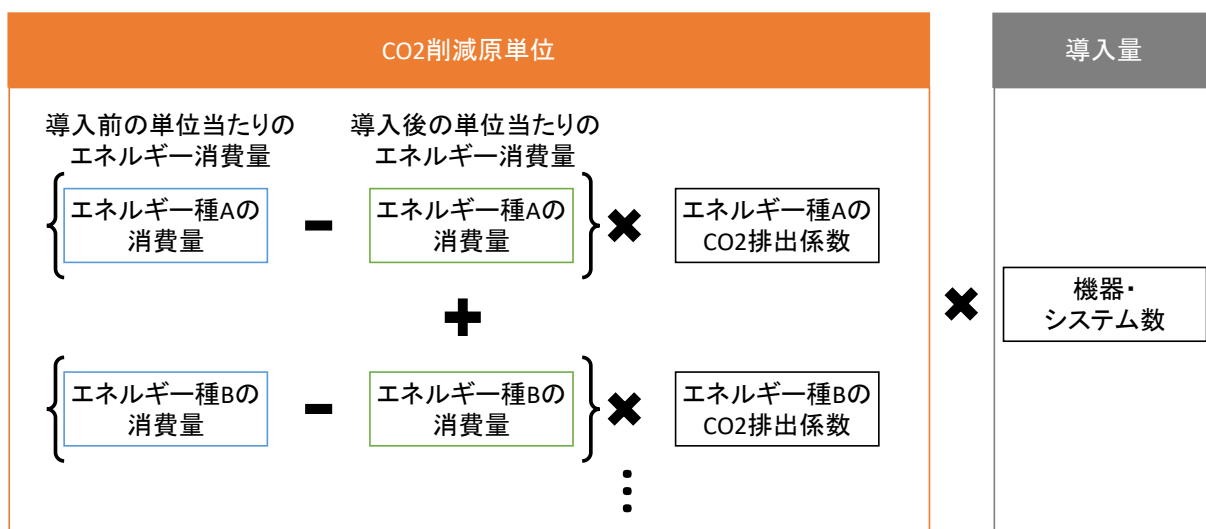 CO2削減原単位
導入量
導入前の単位当たりの
エネルギー消費量
導入後の単位当たりの
エネルギー消費量
エネルギー種Aの
消費量
エネルギー種Aの
消費量
エネルギー種Aの
CO2排出係数
機器・
システム数
エネルギー種Bの
消費量
エネルギー種Bの
消費量
エネルギー種Bの
CO2排出係数